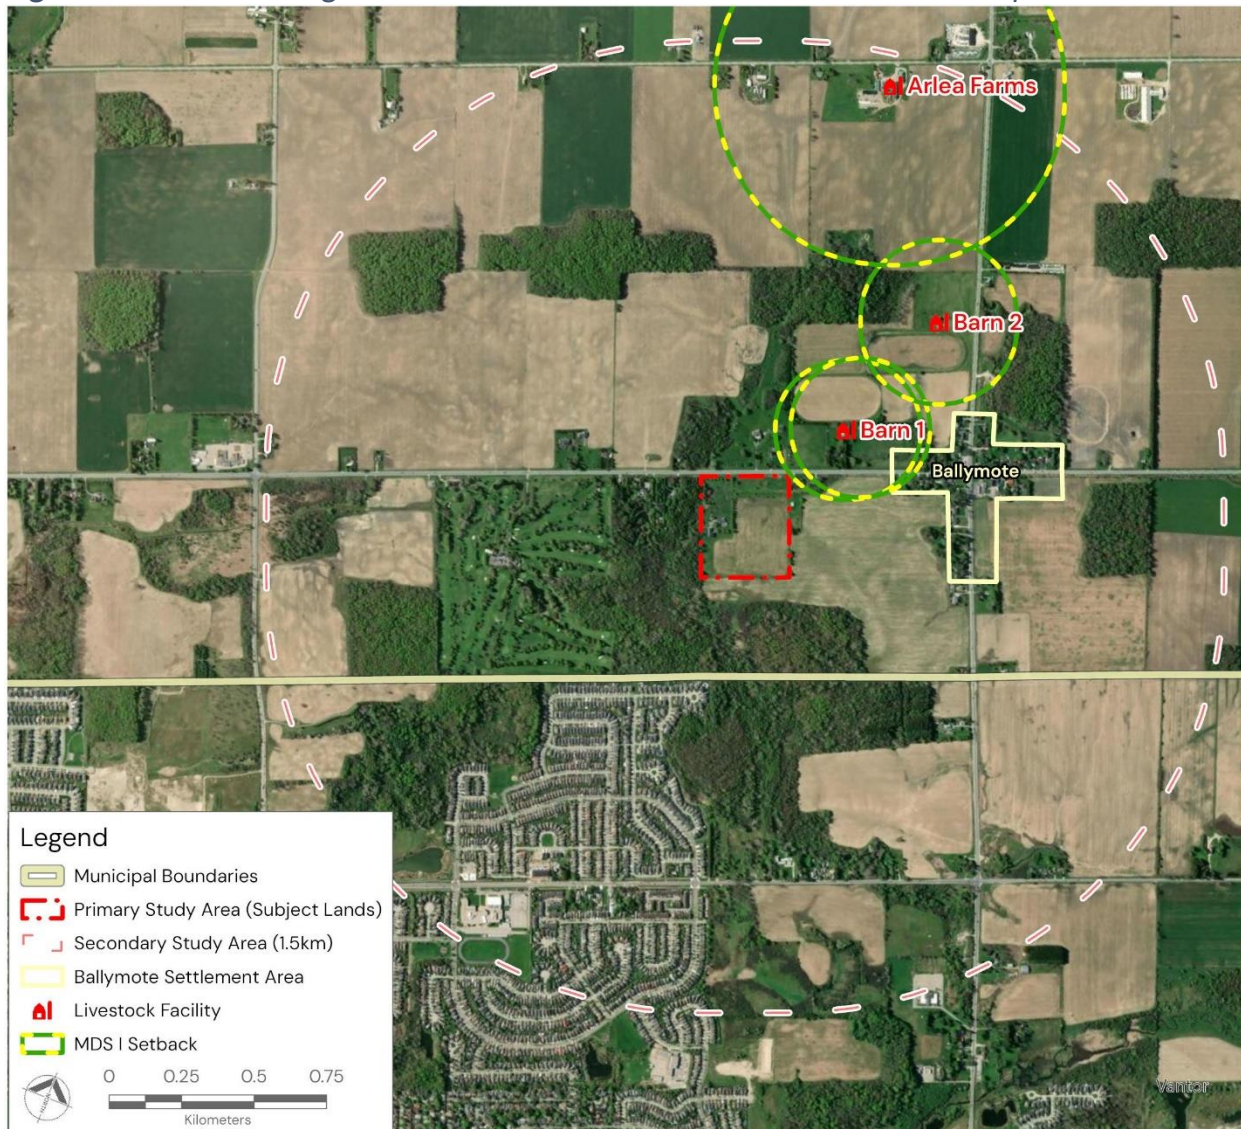 Arlea Farms
Barn 2
Barn 1
Ballymote
Legend
Municipal Boundaries
Primary Study Area (Subject Lands)
Secondary Study Area (1.5km)
Ballymote Settlement Area
Livestock Facility
MDS I Setback
0 0.25 0.5 0.75
Kilometers
Vantor